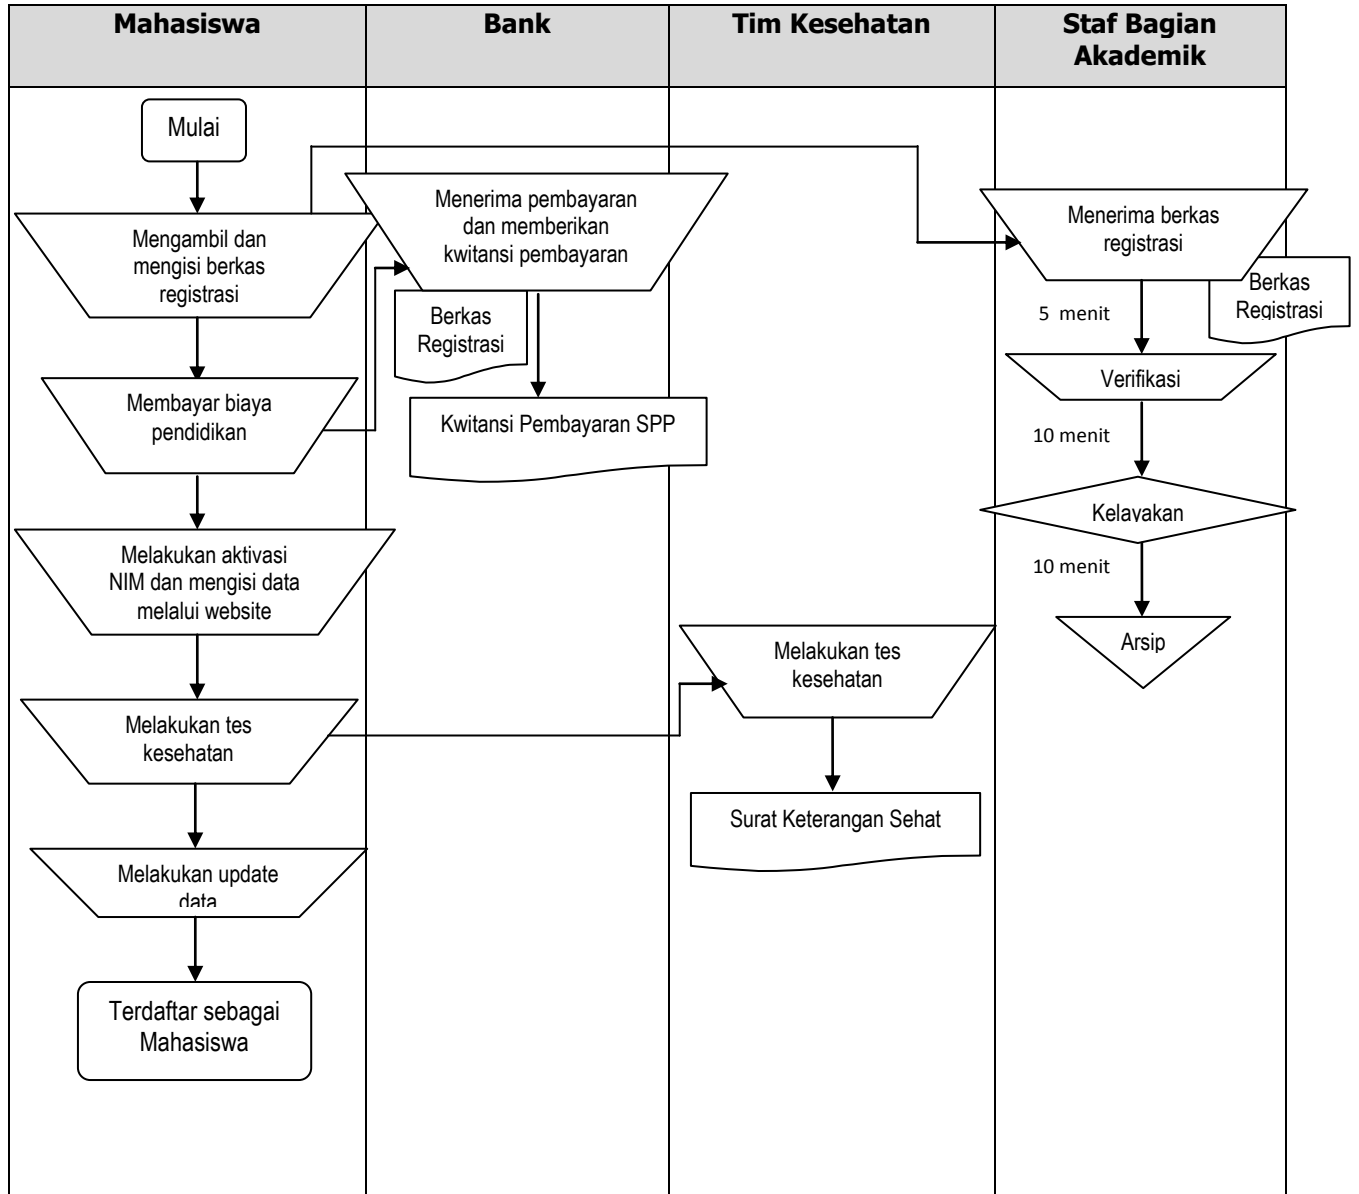 Mahasiswa
Bank
Tim Kesehatan
Staf Bagian
Akademik
Mulai
Mengambil dan
mengisi berkas
registrasi
Membayar biaya
pendidikan
Melakukan aktivasi
NIM dan mengisi data
melalui website
Melakukan tes
kesehatan
Melakukan update
data
Terdaftar sebagai
Mahasiswa
Menerima pembayaran
dan memberikan
kwitansi pembayaran
Berkas
Registrasi
Kwitansi Pembayaran SPP
Melakukan tes
kesehatan
Surat Keterangan Sehat
Menerima berkas
registrasi
Berkas
Registrasi
5 menit
Verifikasi
10 menit
Kelayakan
10 menit
Arsip